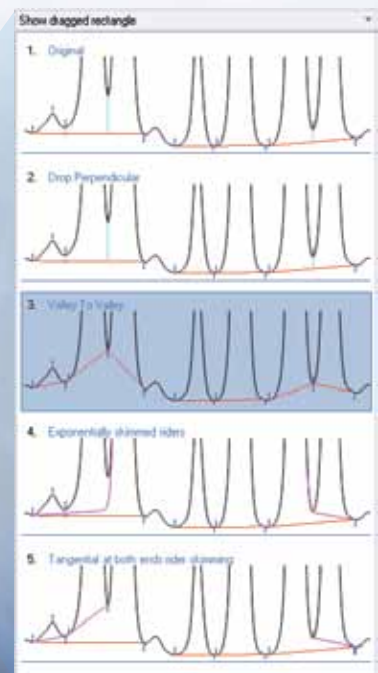 Show dragged rectangle
1. Original
2. Drop Perpendicular
3. Valley To Valley
4. Exponentially skimmed riders
5. Tangential at both ends rider skimming